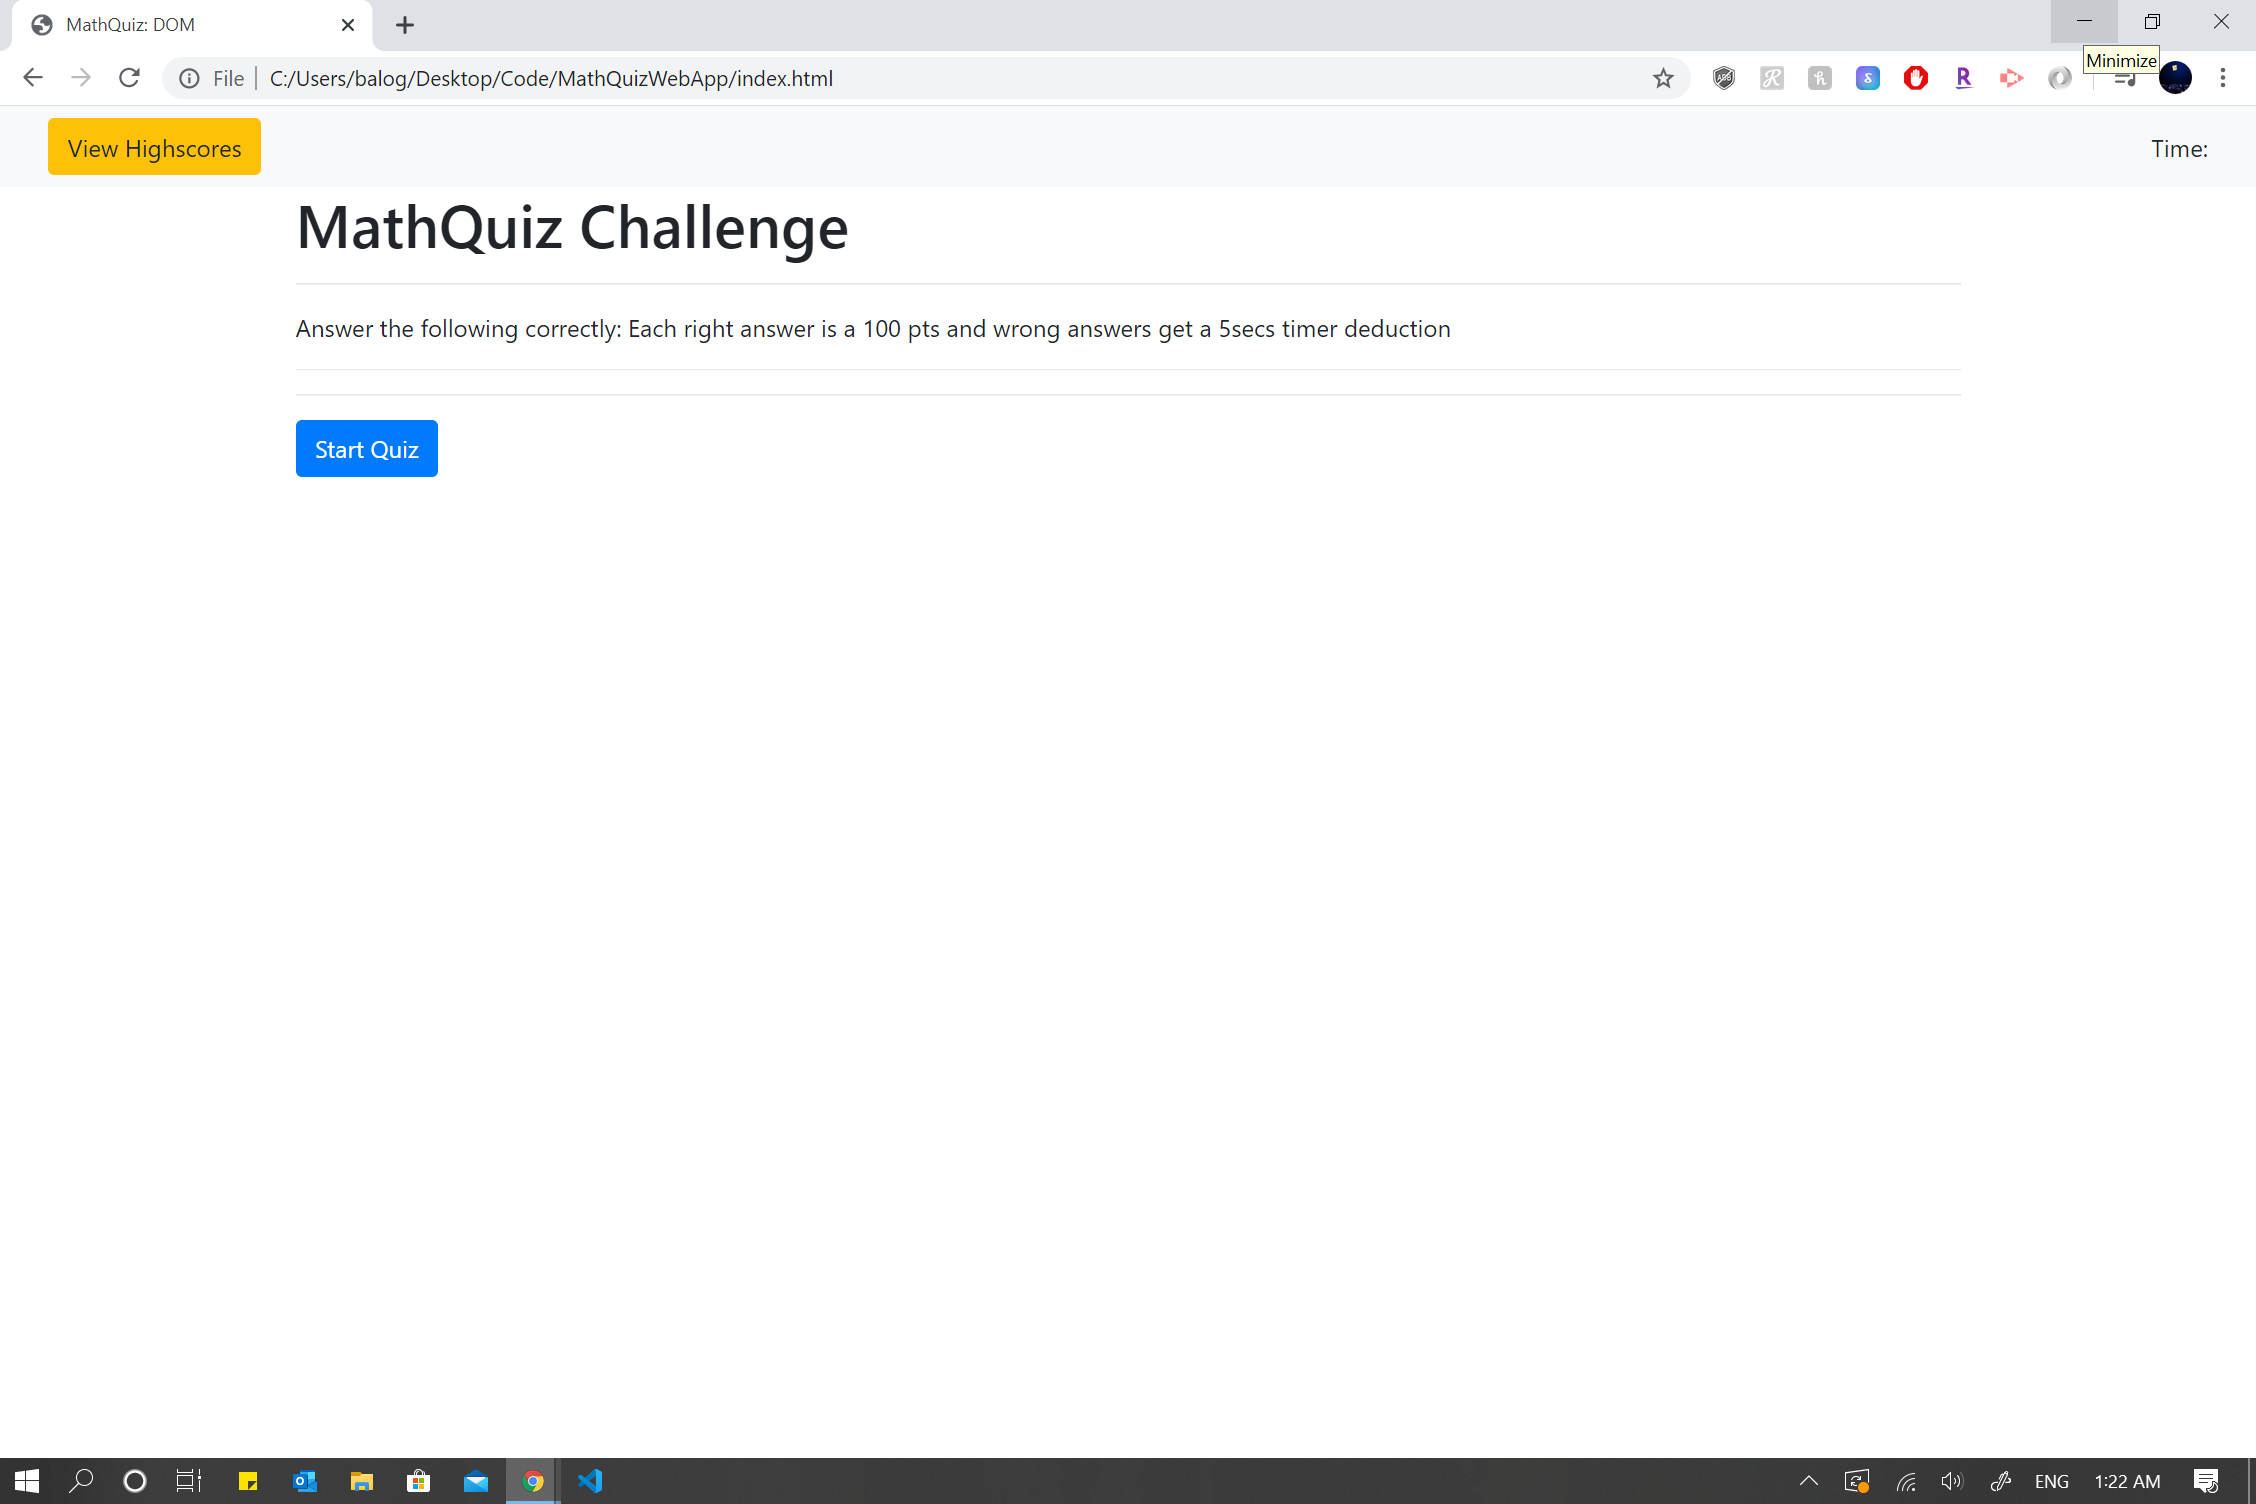 MathQuiz: DOM
File
C:/Users/balog/Desktop/Code/MathQuizWebApp/index.html
Minimize
View Highscores
Time:
MathQuiz Challenge
Answer the following correctly: Each right answer is a 100 pts and wrong answers get a 5secs timer deduction
Start Quiz
ENG
1:22 AM